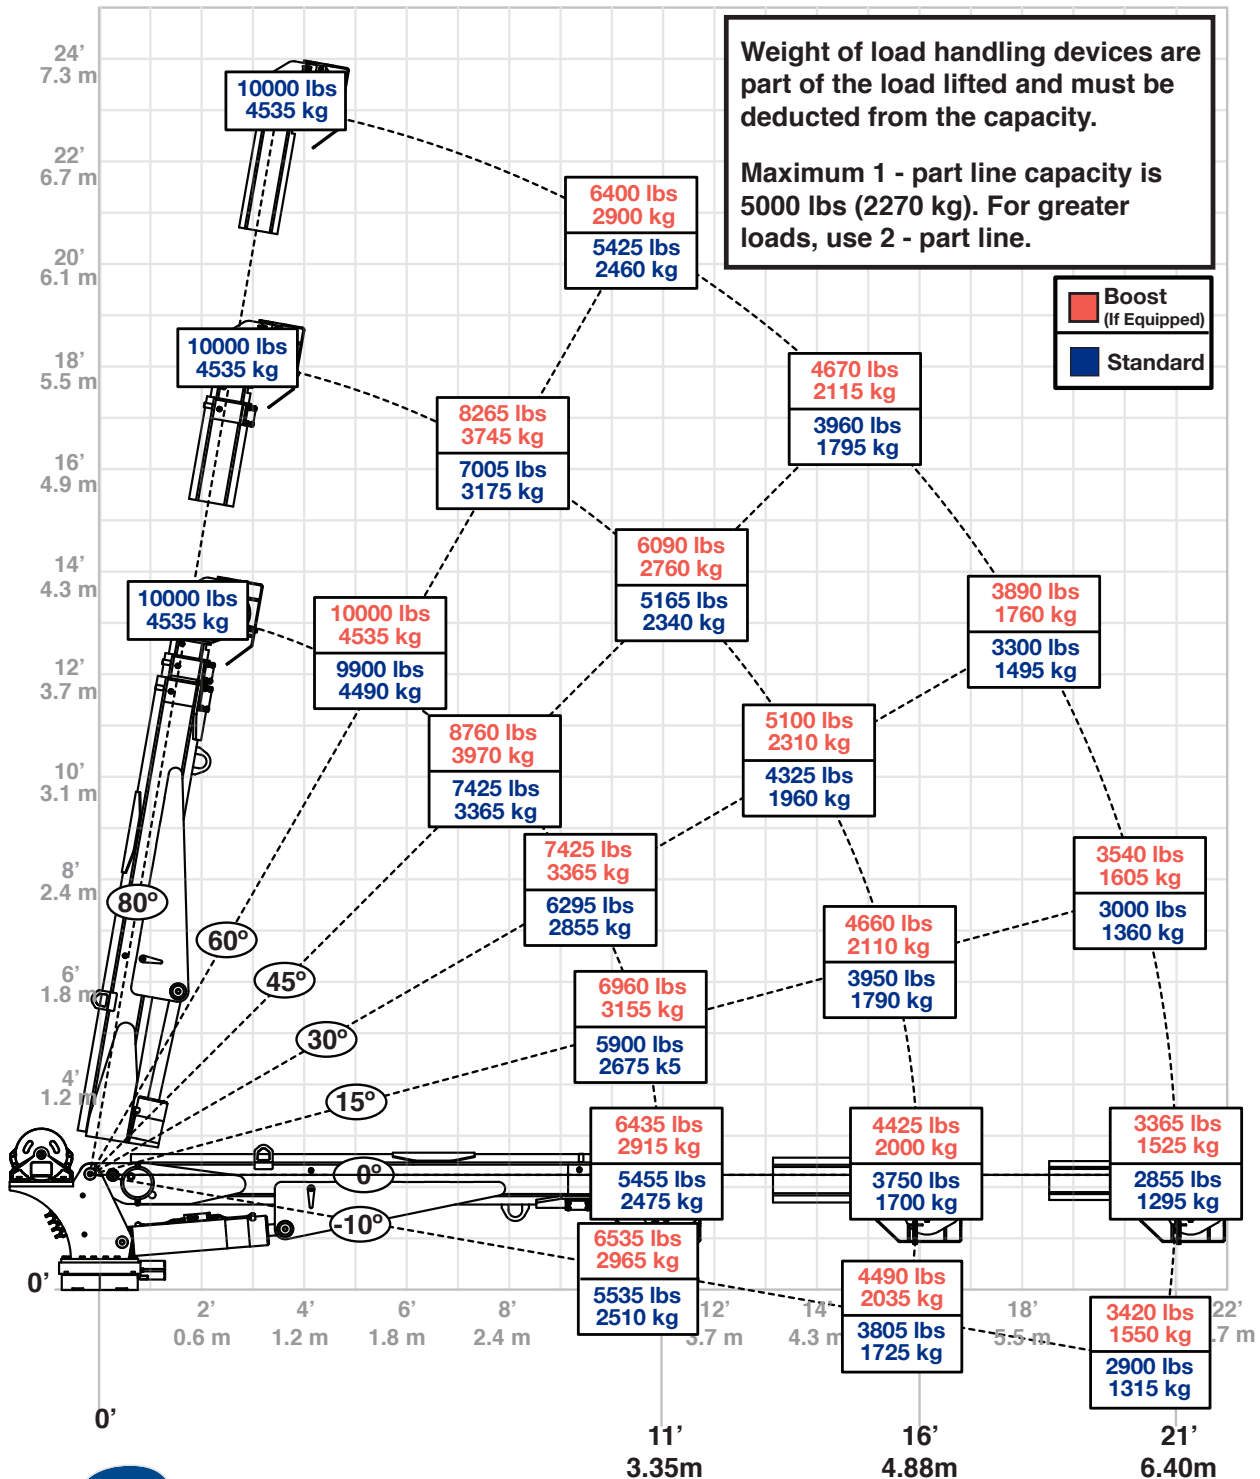 24’
7.3 m
10000 lbs
4535 kg
Weight of load handling devices are
part of the load lifted and must be
deducted from the capacity.
Maximum 1 - part line capacity is
5000 lbs (2270 kg). For greater
loads, use 2 - part line.
22’
6.7 m
6400 lbs
2900 kg
5425 lbs
2460 kg
20’
6.1 m
Boost
(If Equipped)
Standard
10000 lbs
4535 kg
18’
5.5 m
4670 lbs
2115 kg
3960 lbs
1795 kg
8265 lbs
3745 kg
7005 lbs
3175 kg
16’
4.9 m
6090 lbs
2760 kg
5165 lbs
2340 kg
14’
4.3 m
10000 lbs
4535 kg
10000 lbs
4535 kg
9900 lbs
4490 kg
3890 lbs
1760 kg
3300 lbs
1495 kg
12’
3.7 m
8760 lbs
3970 kg
7425 lbs
3365 kg
5100 lbs
2310 kg
4325 lbs
1960 kg
10’
3.1 m
7425 lbs
3365 kg
6295 lbs
2855 kg
3540 lbs
1605 kg
3000 lbs
1360 kg
8’
2.4 m
80º
60º
45º
30º
15º
0º
-10º
4660 lbs
2110 kg
3950 lbs
1790 kg
6’
1.8 m
6960 lbs
3155 kg
5900 lbs
2675 k5
4’
1.2 m
6435 lbs
2915 kg
5455 lbs
2475 kg
4425 lbs
2000 kg
3750 lbs
1700 kg
3365 lbs
1525 kg
2855 lbs
1295 kg
6535 lbs
2965 kg
5535 lbs
2510 kg
4490 lbs
2035 kg
3805 lbs
1725 kg
3420 lbs
1550 kg
2900 lbs
1315 kg
0’
2’
0.6 m
4’
1.2 m
6’
1.8 m
8’
2.4 m
12’
3.7 m
14’
4.3 m
18’
5.5 m
22’
.7 m
0’
11’
3.35m
16’
4.88m
21’
6.40m